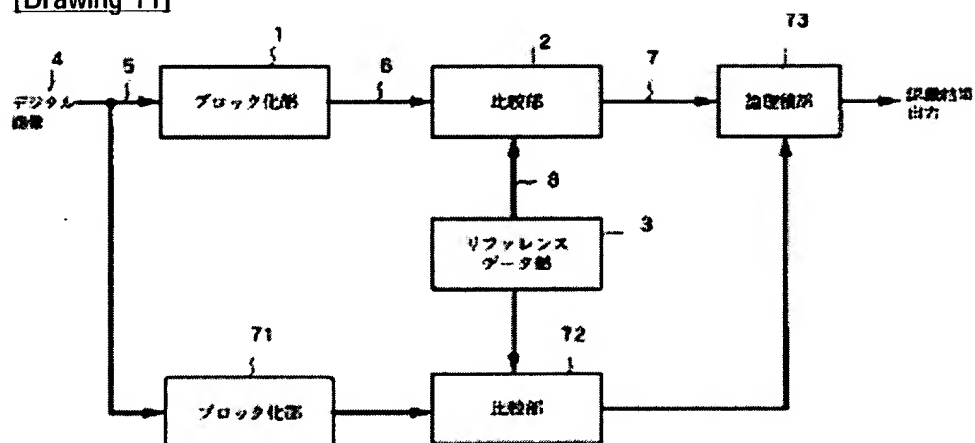 [Drawing 11]
1
2
73
4
5
6
7
デジタル
画像
ブロック化部
比較部
論理積部
認識結果
出力
8
リファレンス
データ部
3
71
72
ブロック化部
比較部